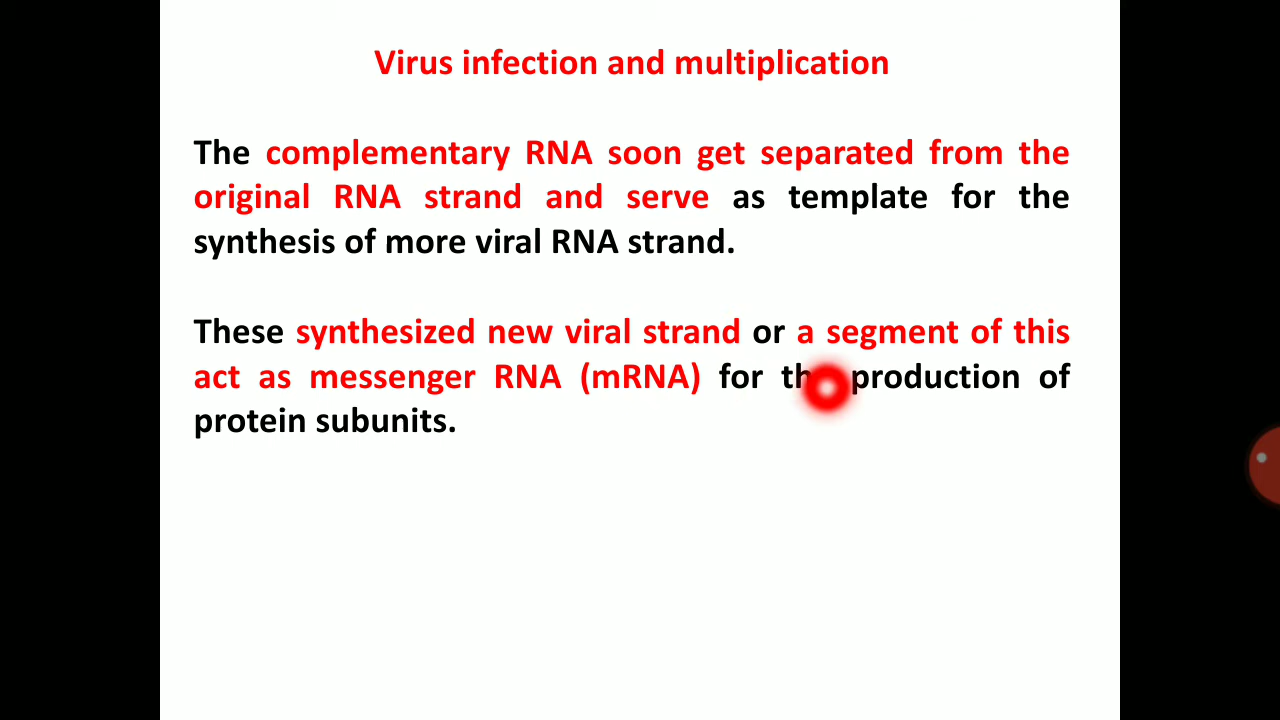 Virus infection and multiplication
The complementary RNA soon get separated from the
original RNA strand and serve as template for the
synthesis of more viral RNA strand.
These synthesized new viral strand or a segment of this
act as messenger RNA (mRNA) for the production of
protein subunits.